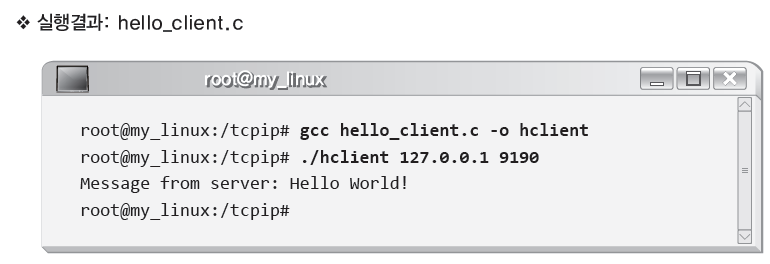 ❖ 실행결과: hello_client.c
root@my_linux
root@my_linux:/tcpip# gcc hello_client.c -o hclient
root@my_linux:/tcpip# ./hclient 127.0.0.1 9190
Message from server: Hello World!
root@my_linux:/tcpip#